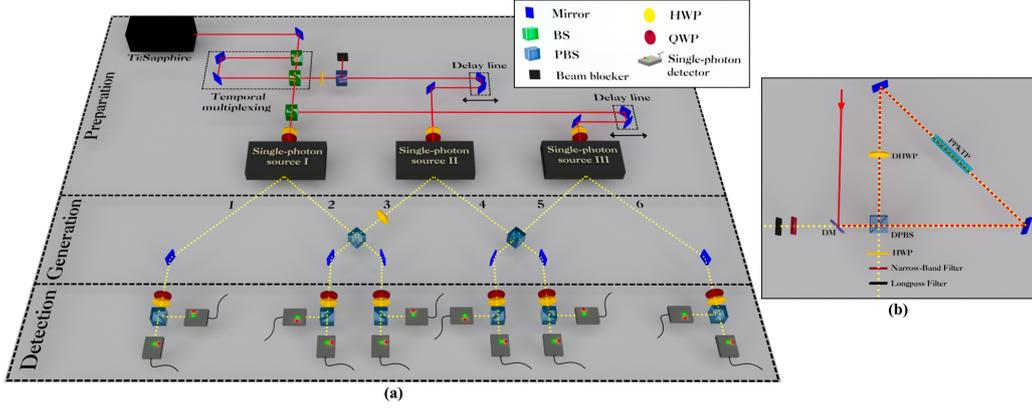 Mirror
HWP
BS
QWP
PBS
Single-photon
detector
Beam blocker
Ti:Sapphire
Temporal
multiplexing
Delay line
Delay line
Preparation
Single-photon
source I
Single-photon
source II
Single-photon
source III
Generation
1
2
3
4
5
6
Detection
(a)
PPKTP
DHWP
DM
DPBS
HWP
Narrow-Band Filter
Longpass Filter
(b)